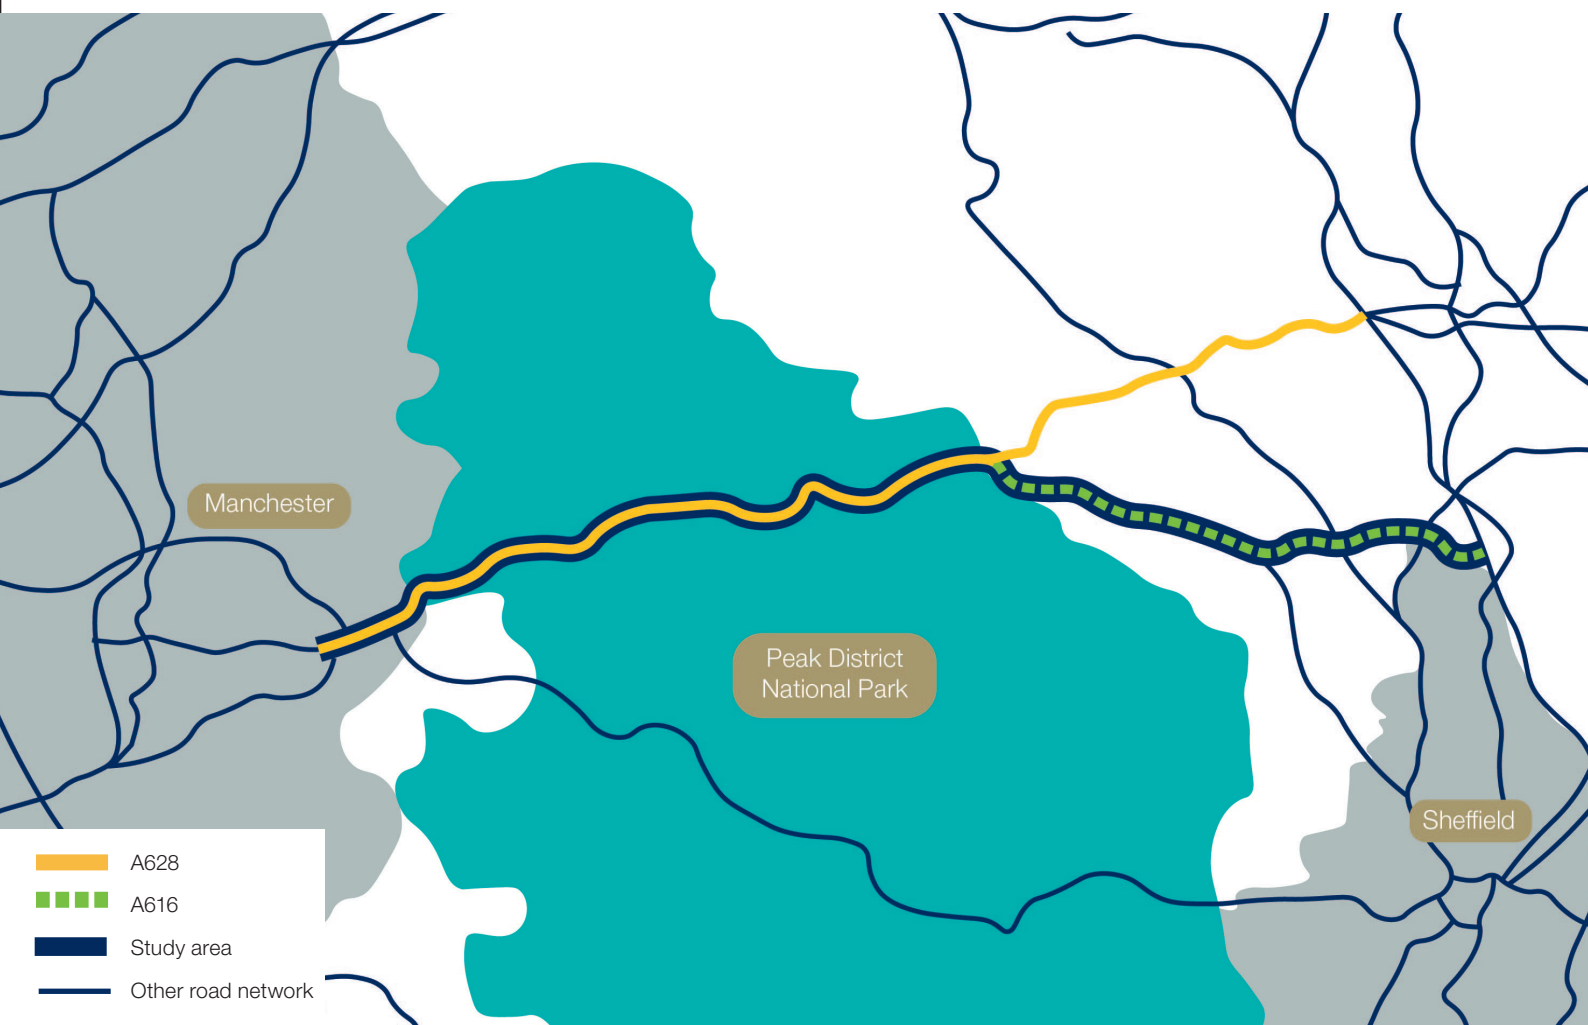 Manchester
Peak District
National Park
Sheffield
A628
A616
Study area
Other road network